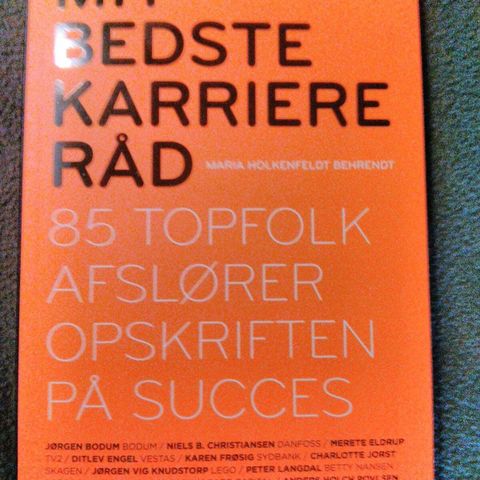 MIT
BEDSTE
KARRIERE
RÅD MARIA HOLKENFELDT BEHRENDT
85 TOPFOLK
AFSLØRER
OPSKRIFTEN
PÅ SUCCES
JØRGEN BODUM BODUM / NIELS B. CHRISTIANSEN DANFOSS / MERETE ELDRUP
TV2 / DITLEV ENGEL VESTAS / KAREN FRØSIG SYDBANK / CHARLOTTE JORST
SKAGEN / JØRGEN VIG KNUDSTORP LEGO / PETER LANGDAL BETTY NANSEN